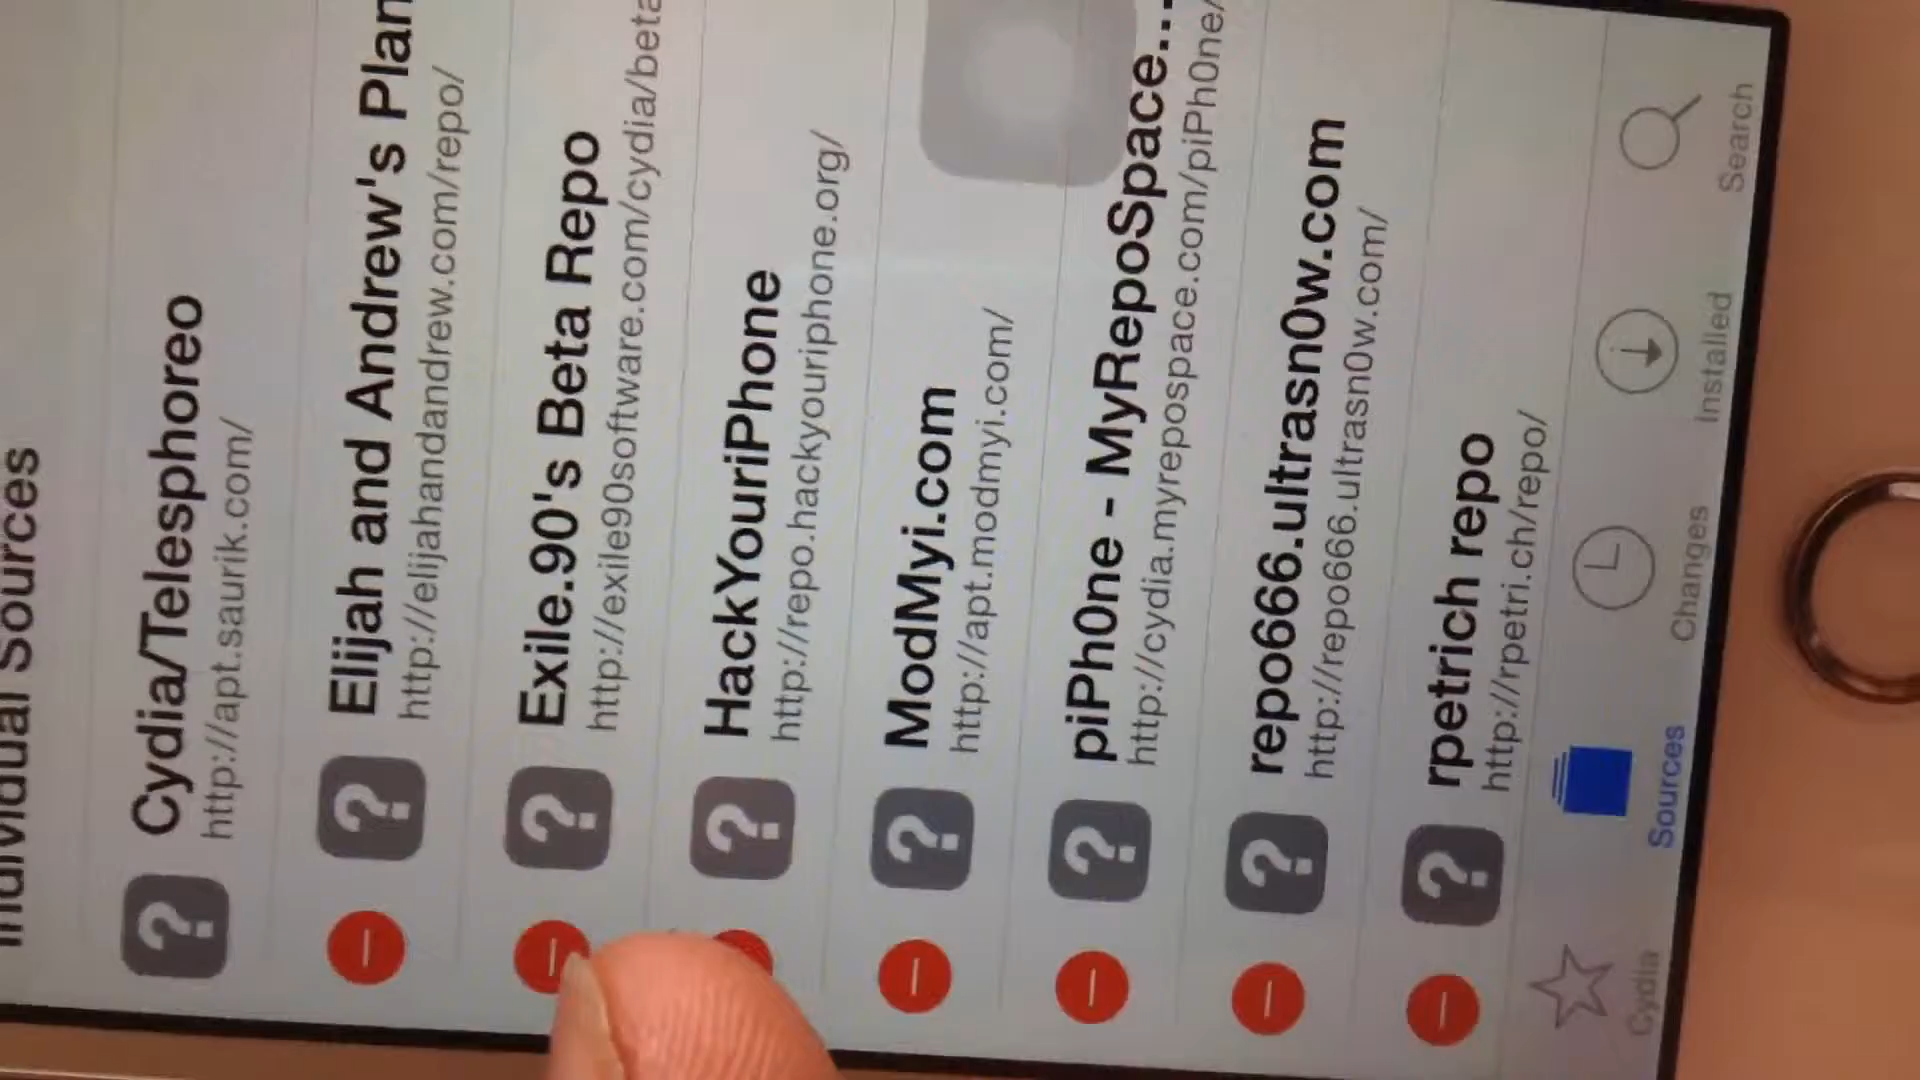 Individual Sources
Cydia/Telesphoreo
http://apt.saurik.com/
Elijah and Andrew's Plan
http://elijahandandrew.com/repo/
Exile.90's Beta Repo
http://exile90software.com/cydia/beta
HackYouriPhone
http://repo.hackyouriphone.org/
ModMyi.com
http://apt.modmyi.com/
piPh0ne - MyRepoSpace...
http://cydia.myrepospace.com/piPh0ne/
repo666.ultrasn0w.com
http://repo666.ultrasn0w.com/
rpetrich repo
http://rpetri.ch/repo/
Cydia
Sources
Changes
Installed
Search